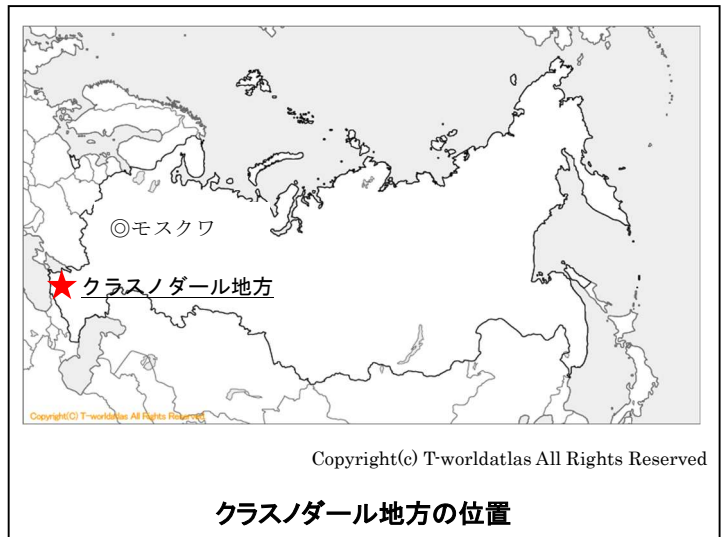 ◎モスクワ
クラスノダール地方
Copyright(C) T-worldatlas All Rights Reserved
Copyright(c) T-worldatlas All Rights Reserved
クラスノダール地方の位置